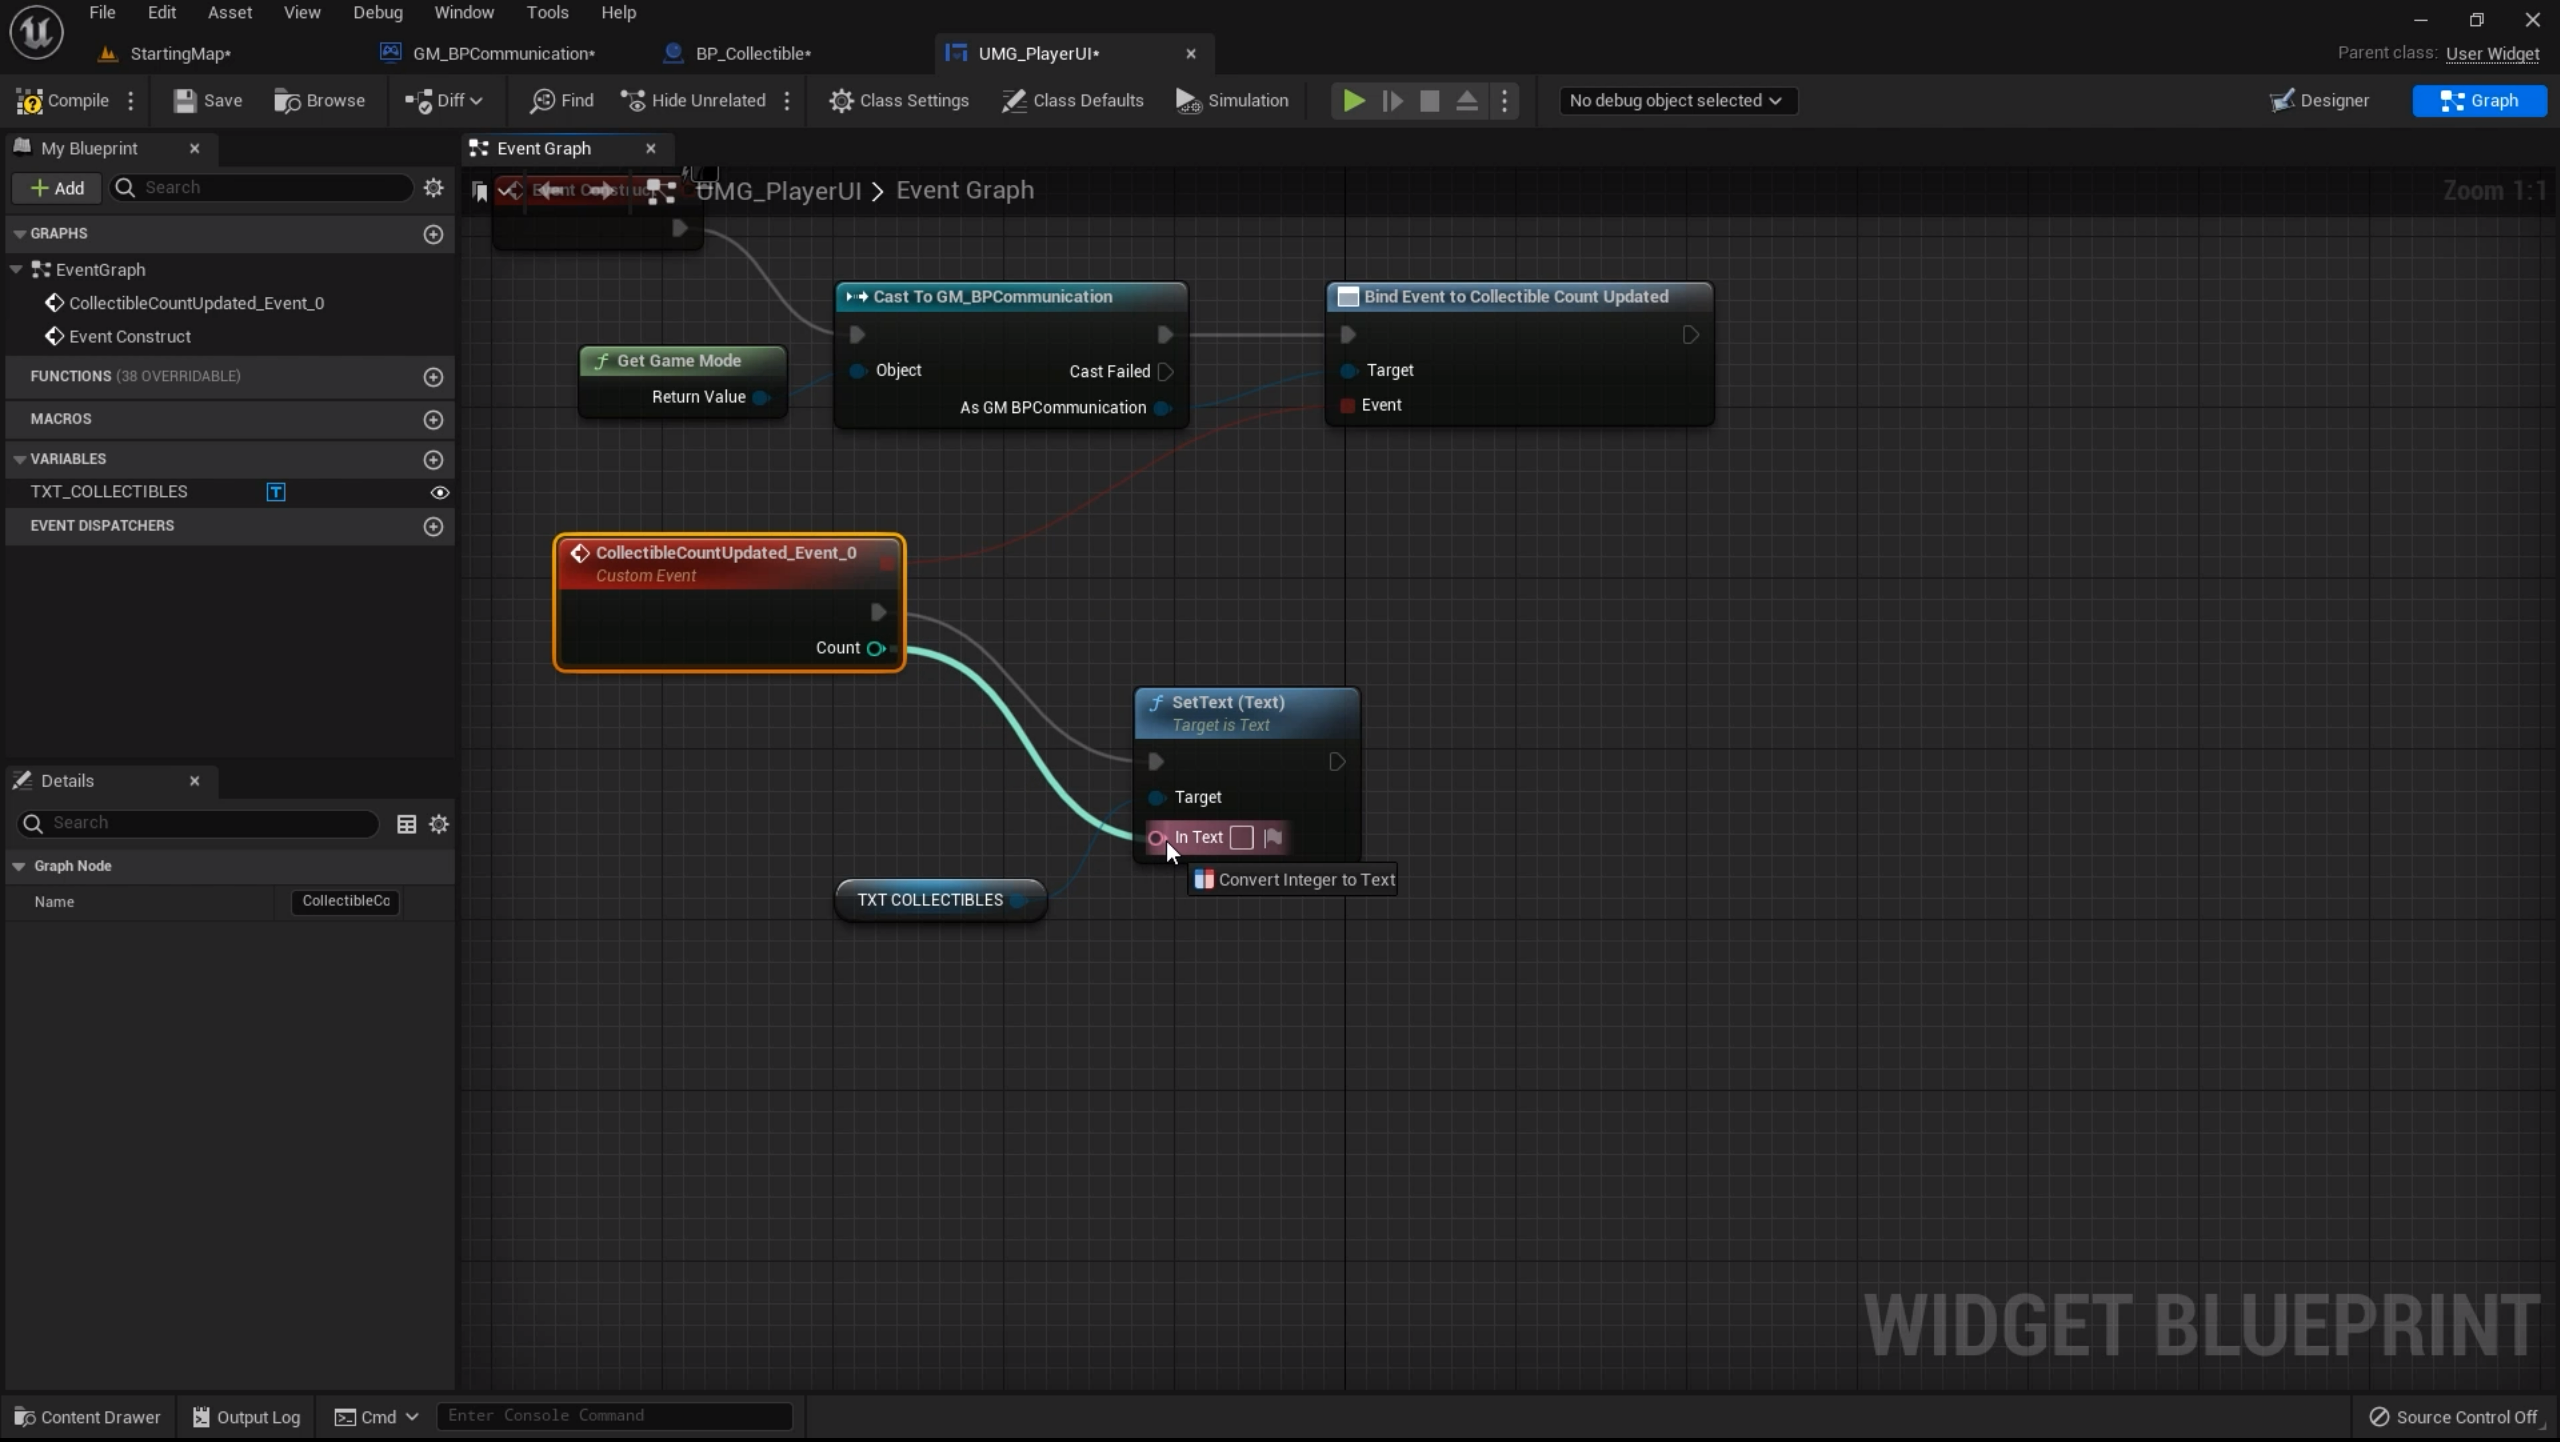 File Edit Asset View Debug Window Tools Help
StartingMap* GM_BPCommunication* BP_Collectible* UMG_PlayerUI* Parent class: User Widget
Compile Save Browse Diff Find Hide Unrelated Class Settings Class Defaults Simulation No debug object selected Designer Graph
My Blueprint Event Graph
Add Search
Event Construct UMG_PlayerUI > Event Graph Zoom 1:1
GRAPHS
EventGraph
CollectibleCountUpdated_Event_0
Event Construct
FUNCTIONS (38 OVERRIDABLE)
MACROS
VARIABLES
TXT_COLLECTIBLES T
EVENT DISPATCHERS
Cast To GM_BPCommunication
Object
Cast Failed
As GM BPCommunication
Bind Event to Collectible Count Updated
Target
Event
Get Game Mode
Return Value
CollectibleCountUpdated_Event_0
Custom Event
Count
SetText (Text)
Target is Text
Target
In Text
Convert Integer to Text
TXT COLLECTIBLES
Details
Search
Graph Node
Name CollectibleCo
WIDGET BLUEPRINT
Content Drawer Output Log Cmd Enter Console Command Source Control Off